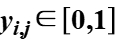 y_{i,j} ∈ [0,1]